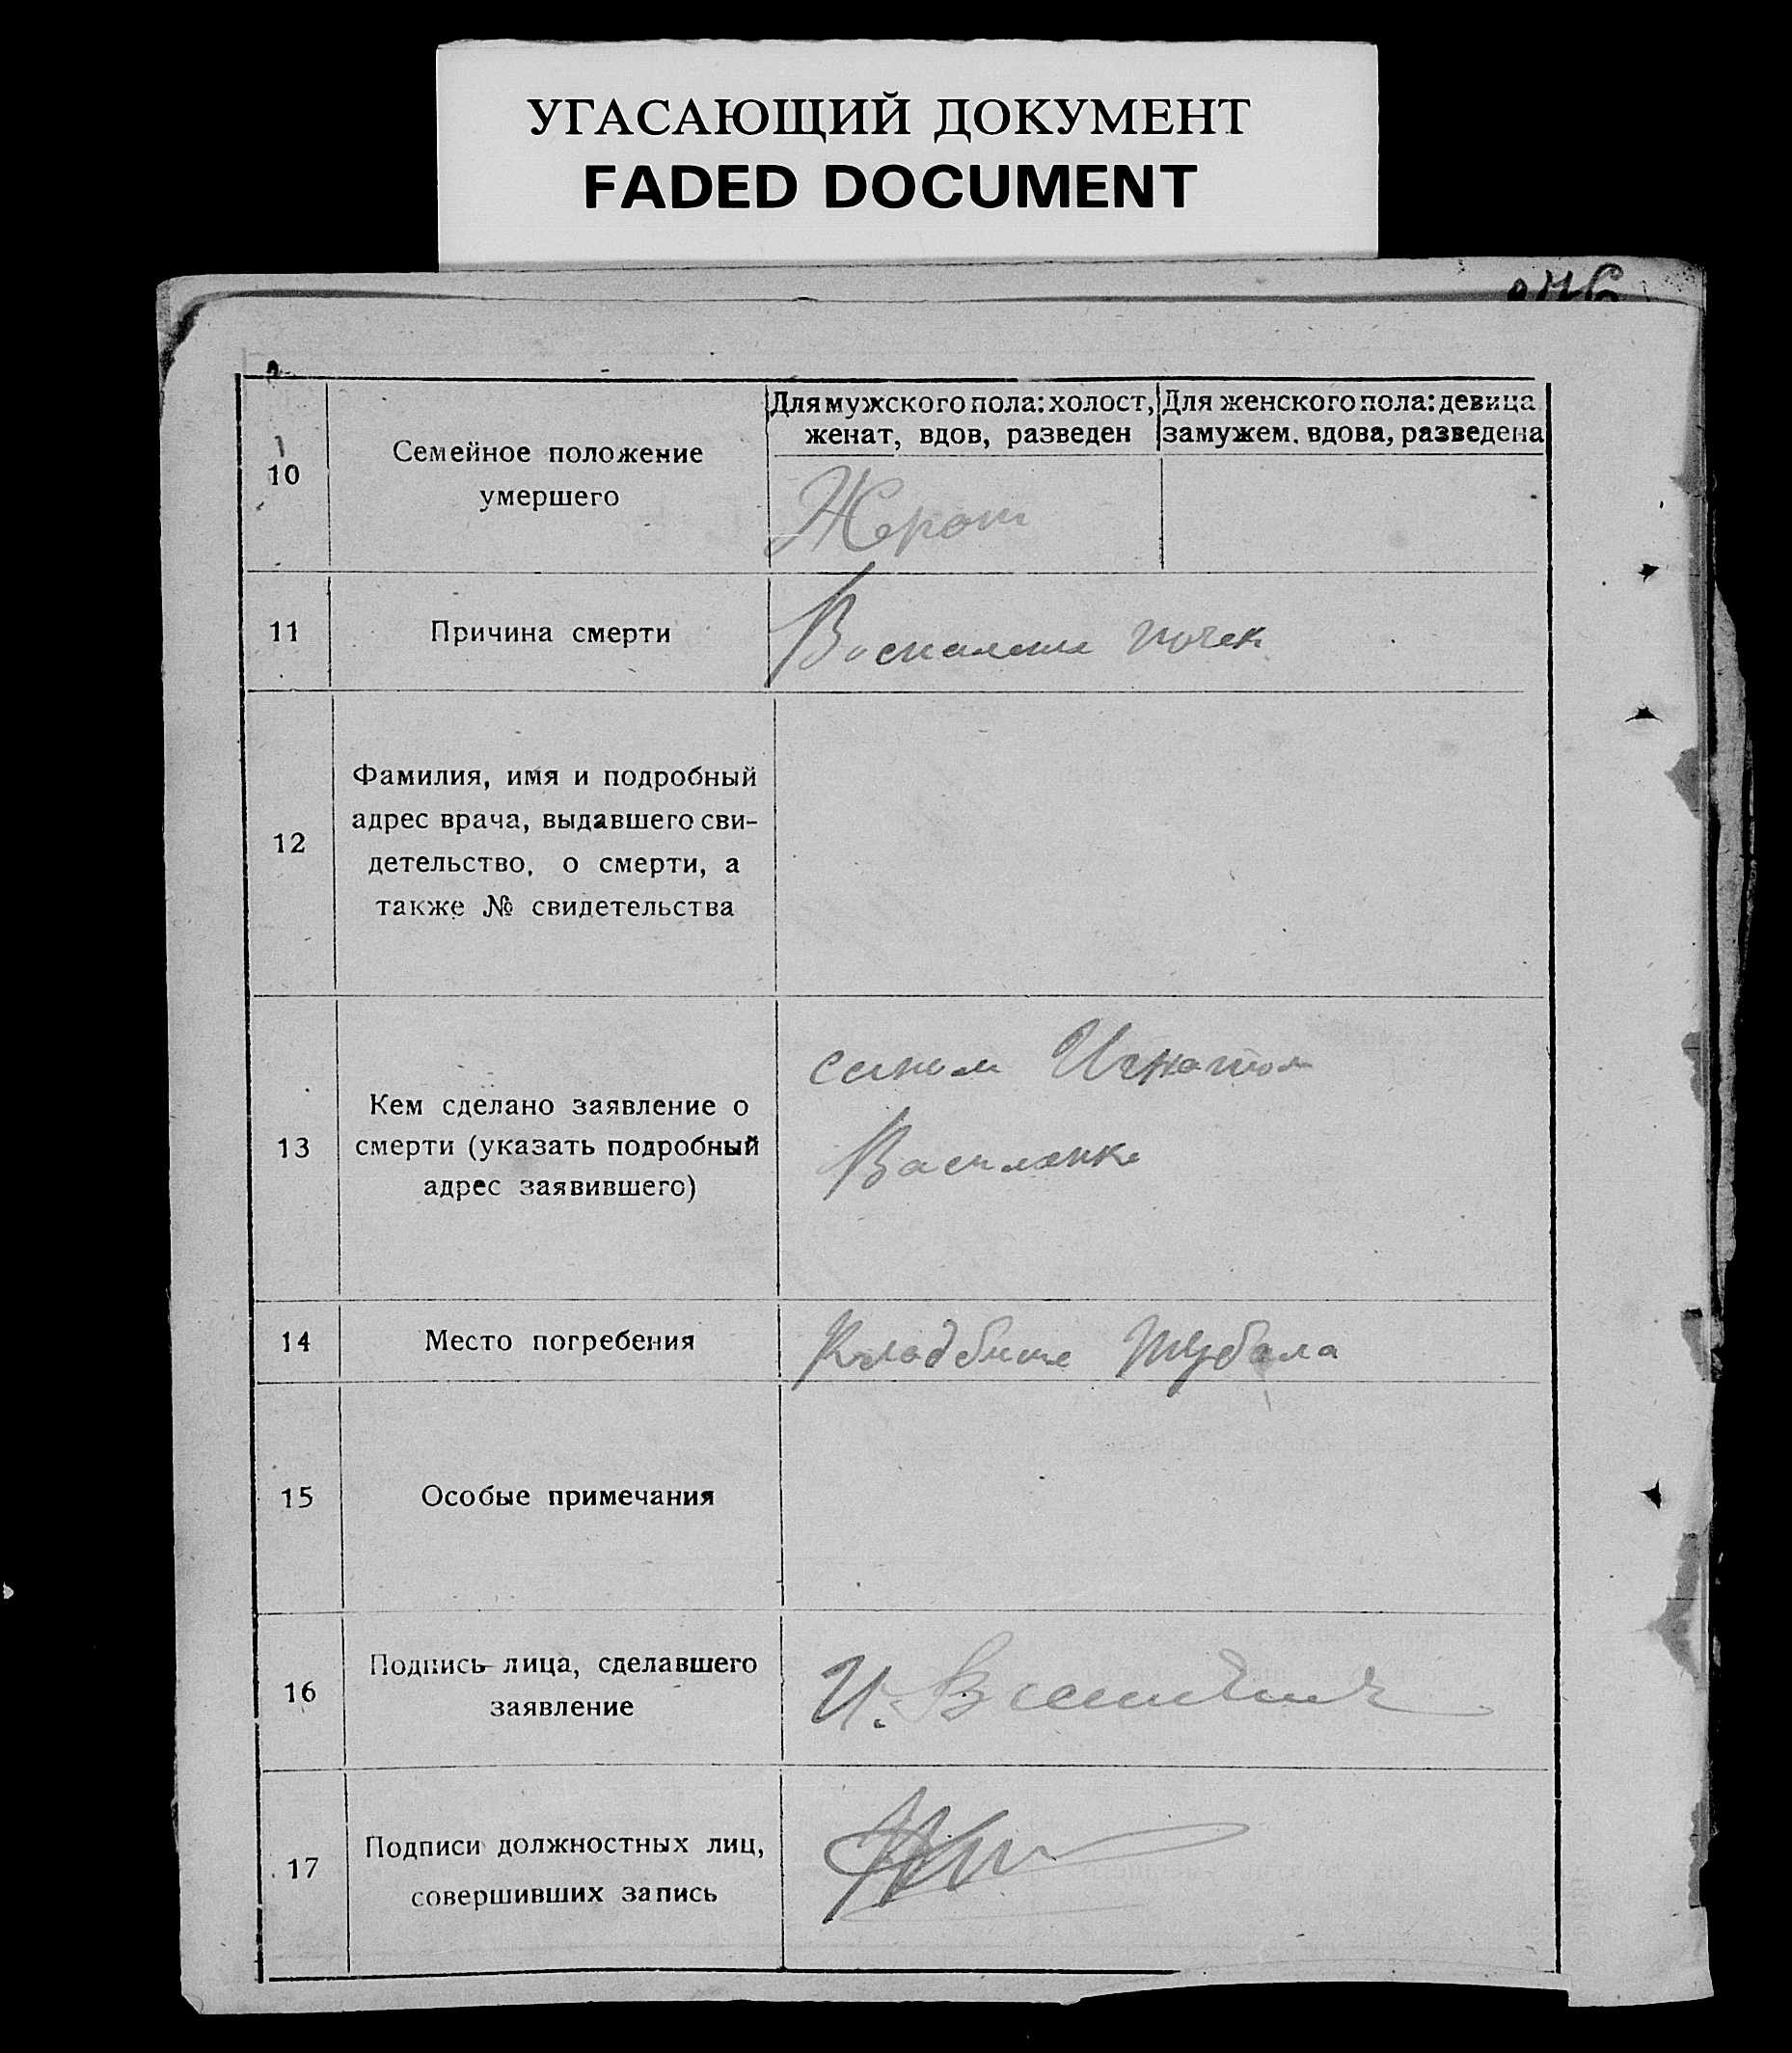 УГАСАЮЩИЙ ДОКУМЕНТ
FADED DOCUMENT
10
Семейное положение
умершего
Для мужского пола: холост,
женат, вдов, разведен
Для женского пола: девица
замужем, вдова, разведена
11
Причина смерти
Воспаление почек
12
Фамилия, имя и подробный
адрес врача, выдавшего сви-
детельство, о смерти, а
также № свидетельства
13
Кем сделано заявление о
смерти (указать подробный
адрес заявившего)
сином Игнатом
14
Место погребения
Кладбище
15
Особые примечания
16
Подпись лица, сделавшего
заявление
И.
17
Подписи должностных лиц,
совершивших запись